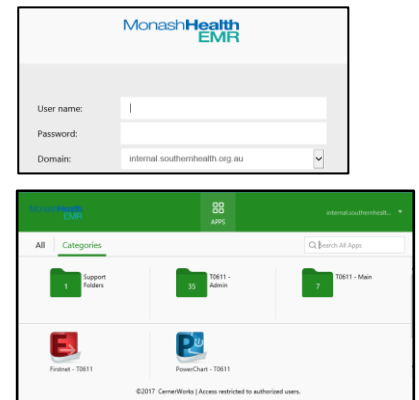 MonashHealth
EMR
User name:
Password:
Domain: internal.southernhealth.org.au
MonashHealth
EMR
APPS
internal.southernhealt...
All Categories
Search All Apps
1 Support Folders
35 T0611 - Admin
7 T0611 - Main
Firstnet - T0611
PowerChart - T0611
©2017 CernerWorks | Access restricted to authorized users.